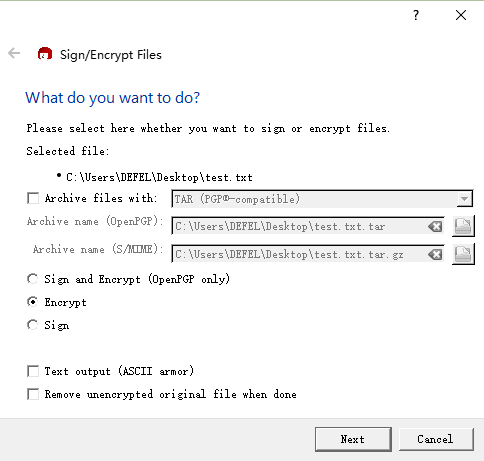 ?
Sign/Encrypt Files
What do you want to do?
Please select here whether you want to sign or encrypt files.
Selected file:
• C:\Users\DEFEL\Desktop\test.txt
Archive files with: TAR (PGP®-compatible)
Archive name (OpenPGP): C:\Users\DEFEL\Desktop\test.txt.tar
Archive name (S/MIME): C:\Users\DEFEL\Desktop\test.txt.tar.gz
Sign and Encrypt (OpenPGP only)
Encrypt
Sign
Text output (ASCII armor)
Remove unencrypted original file when done
Next Cancel